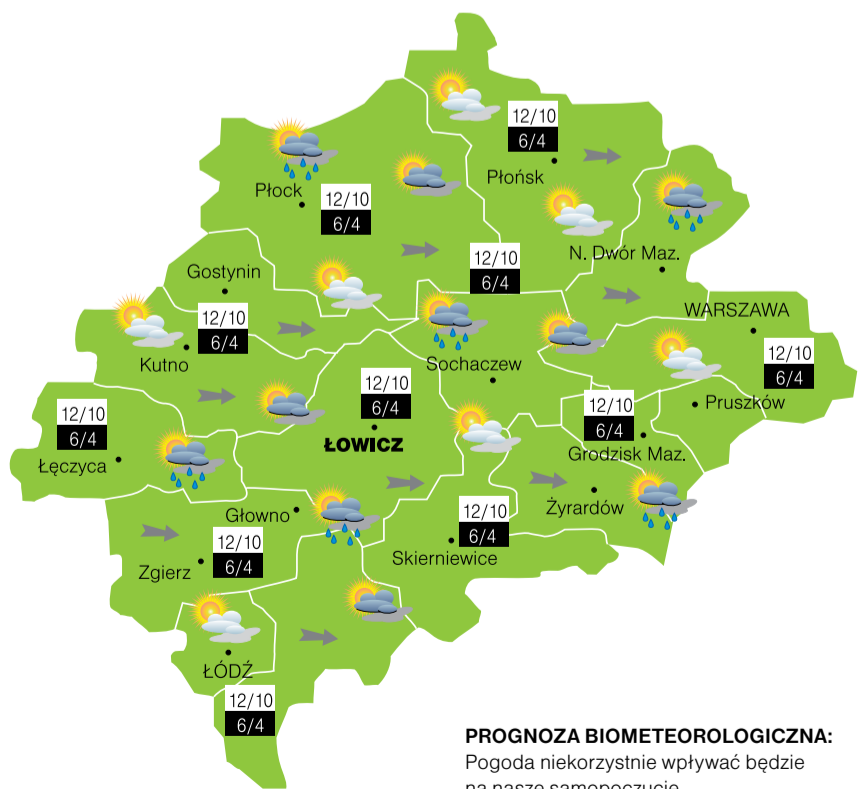 12/10
6/4
Płońsk
Płock
12/10
6/4
N. Dwór Maz.
12/10
6/4
Gostynin
WARSZAWA
12/10
6/4
Kutno
Sochaczew
12/10
6/4
12/10
6/4
ŁOWICZ
12/10
6/4
Pruszków
Grodzisk Maz.
12/10
6/4
Łęczyca
Głowno
Żyrardów
12/10
6/4
Skierniewice
12/10
6/4
Zgierz
ŁÓDŹ
12/10
6/4
PROGNOZA BIOMETEOROLOGICZNA:
Pogoda niekorzystnie wpływać będzie
na nasze samopoczucie